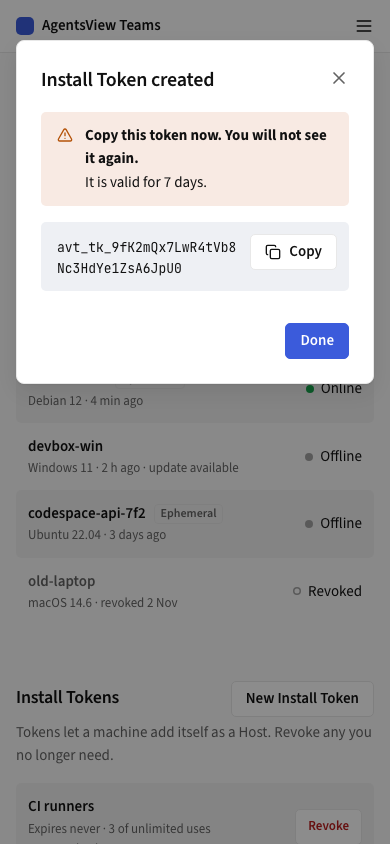 AgentsView Teams
Install Token created
Copy this token now. You will not see
it again.
It is valid for 7 days.
avt_tk_9fK2mQx7LwR4tVb8
Nc3HdYe1ZsA6JpU0
Copy
Done
Online
Debian 12 · 4 min ago
devbox-win
Offline
Windows 11 · 2 h ago · update available
codespace-api-7f2 Ephemeral
Offline
Ubuntu 22.04 · 3 days ago
old-laptop
Revoked
macOS 14.6 · revoked 2 Nov
Install Tokens
New Install Token
Tokens let a machine add itself as a Host. Revoke any you
no longer need.
CI runners
Expires never · 3 of unlimited uses
Revoke